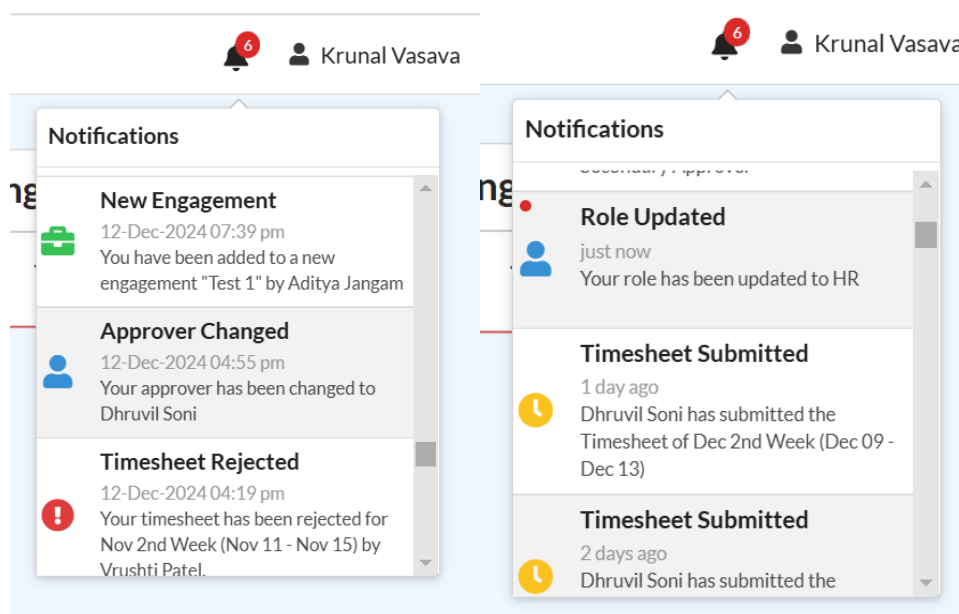 6
Krunal Vasava
Notifications
New Engagement
12-Dec-2024 07:39 pm
You have been added to a new
engagement "Test 1" by Aditya Jangam
Approver Changed
12-Dec-2024 04:55 pm
Your approver has been changed to
Dhruvil Soni
Timesheet Rejected
12-Dec-2024 04:19 pm
Your timesheet has been rejected for
Nov 2nd Week (Nov 11 - Nov 15) by
Vrushti Patel.
6
Krunal Vasava
Notifications
Secondary Approver
Role Updated
just now
Your role has been updated to HR
Timesheet Submitted
1 day ago
Dhruvil Soni has submitted the
Timesheet of Dec 2nd Week (Dec 09 -
Dec 13)
Timesheet Submitted
2 days ago
Dhruvil Soni has submitted the